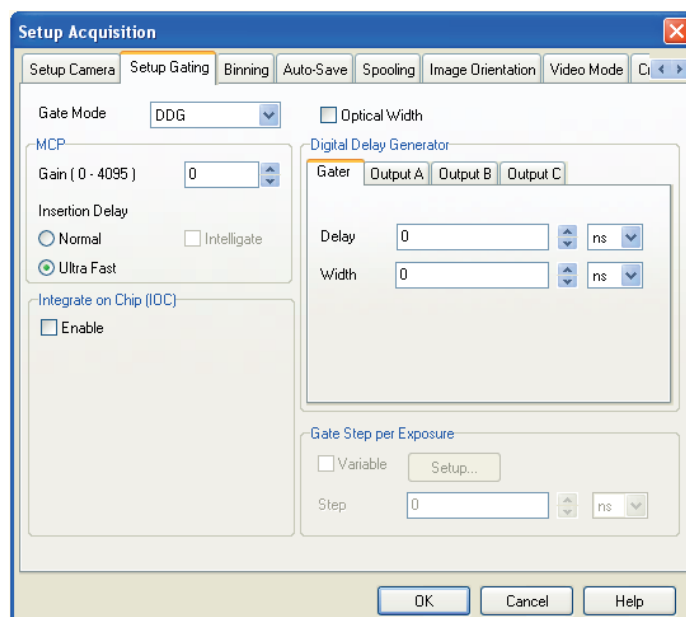 Setup Acquisition
Setup Camera Setup Gating Binning Auto-Save Spooling Image Orientation Video Mode
Gate Mode DDG Optical Width
MCP
Gain ( 0 - 4095 ) 0
Insertion Delay
Normal Intelligate
Ultra Fast
Integrate on Chip (IOC)
Enable
Digital Delay Generator
Gater Output A Output B Output C
Delay 0 ns
Width 0 ns
Gate Step per Exposure
Variable Setup...
Step 0 ns
OK Cancel Help